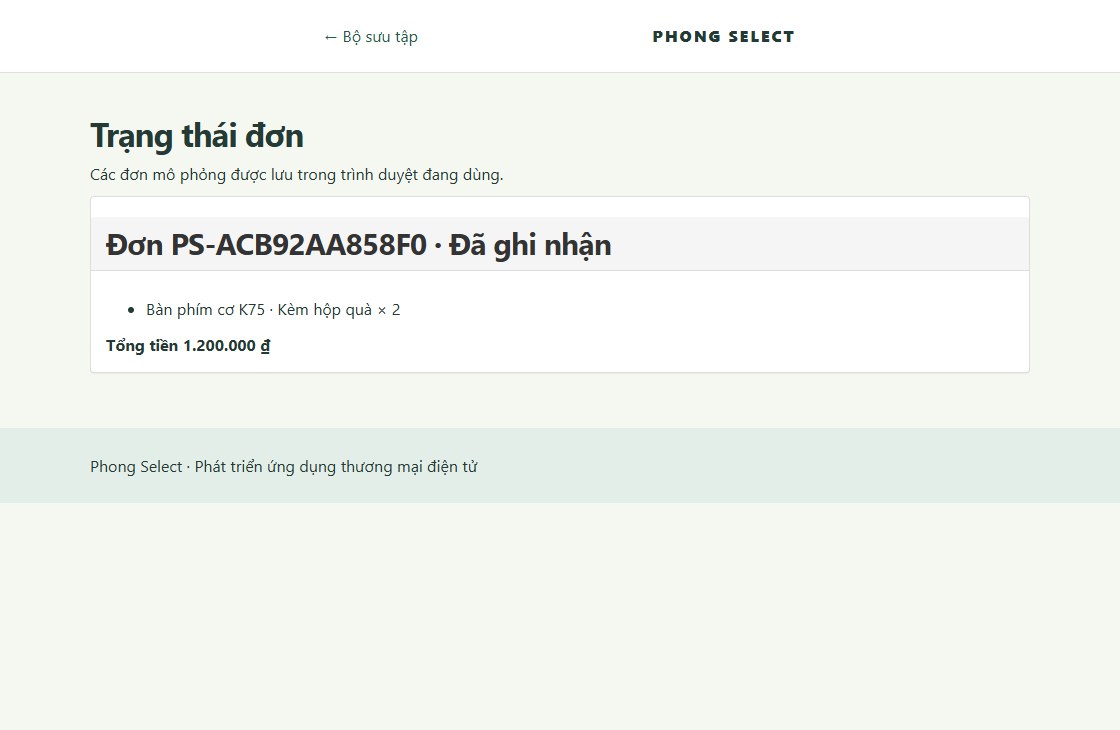 ← Bộ sưu tập
PHONG SELECT
Trạng thái đơn
Các đơn mô phỏng được lưu trong trình duyệt đang dùng.
Đơn PS-ACB92AA858F0 · Đã ghi nhận
• Bàn phím cơ K75 · Kèm hộp quà × 2
Tổng tiền 1.200.000 ₫
Phong Select · Phát triển ứng dụng thương mại điện tử